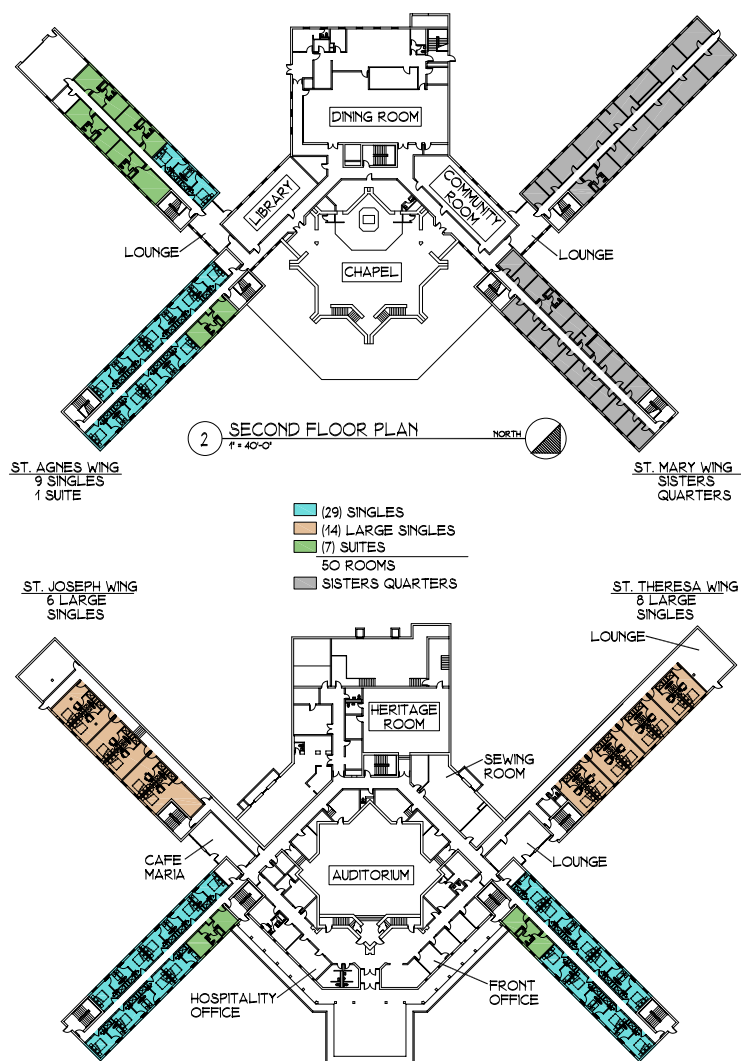 DINING ROOM
LIBRARY
COMMUNITY
ROOM
LOUNGE
LOUNGE
CHAPEL
2
SECOND FLOOR PLAN
1" = 40'-0"
NORTH
ST. AGNES WING
9 SINGLES
1 SUITE
ST. MARY WING
SISTERS
QUARTERS
(29) SINGLES
(14) LARGE SINGLES
(7) SUITES
50 ROOMS
SISTERS QUARTERS
ST. JOSEPH WING
6 LARGE
SINGLES
ST. THERESA WING
8 LARGE
SINGLES
LOUNGE
HERITAGE
ROOM
SEWING
ROOM
CAFE
MARIA
AUDITORIUM
LOUNGE
HOSPITALITY
OFFICE
FRONT
OFFICE